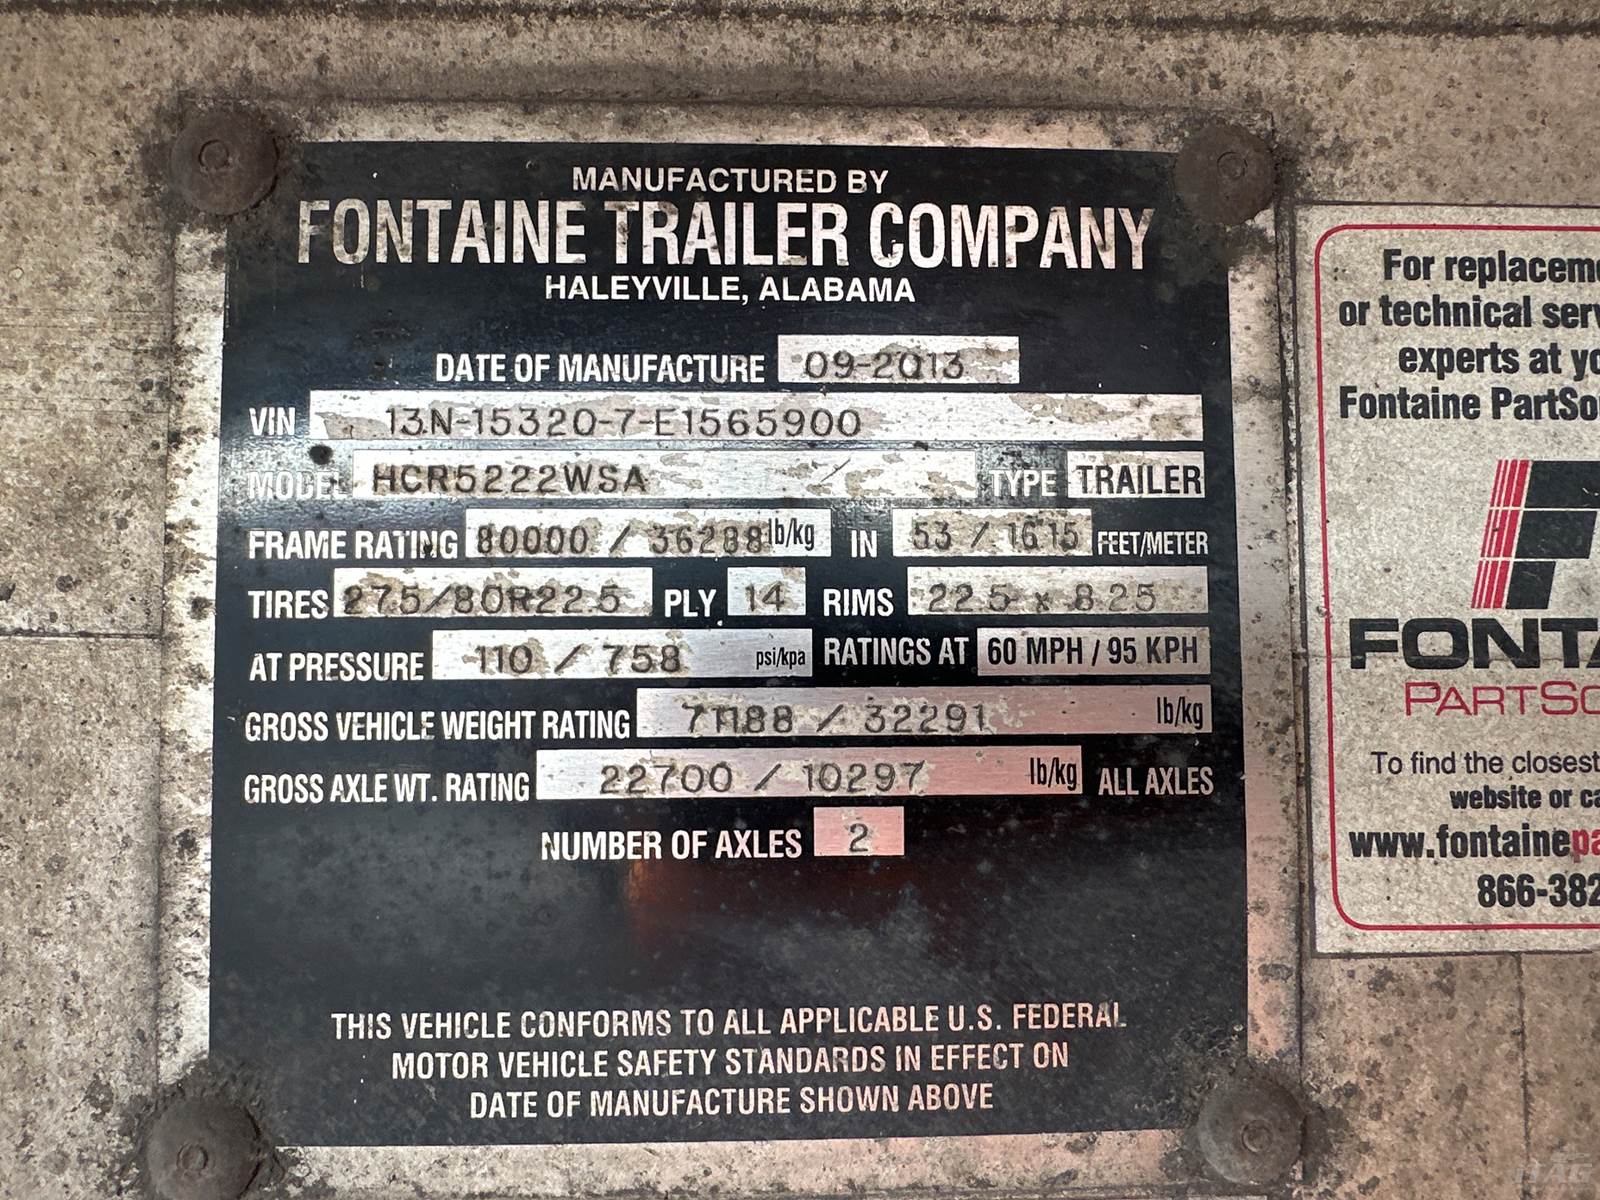 MANUFACTURED BY
FONTAINE TRAILER COMPANY
HALEYVILLE, ALABAMA
DATE OF MANUFACTURE 09-2013
VIN 13N-15320-7-E1565900
MODEL HCR5222WSA TYPE TRAILER
FRAME RATING 80000 / 36288 lb/kg IN 53 / 16.15 FEET/METER
TIRES 275/80R22.5 PLY 14 RIMS 22.5 x 8.25
AT PRESSURE 110 / 758 psi/kpa RATINGS AT 60 MPH / 95 KPH
GROSS VEHICLE WEIGHT RATING 71188 / 32291 lb/kg
GROSS AXLE WT. RATING 22700 / 10297 lb/kg ALL AXLES
NUMBER OF AXLES 2
THIS VEHICLE CONFORMS TO ALL APPLICABLE U.S. FEDERAL
MOTOR VEHICLE SAFETY STANDARDS IN EFFECT ON
DATE OF MANUFACTURE SHOWN ABOVE
For replaceme
or technical serv
experts at yo
Fontaine PartSou
FONTA
PARTSO
To find the closest
website or ca
www.fontainepa
866-382